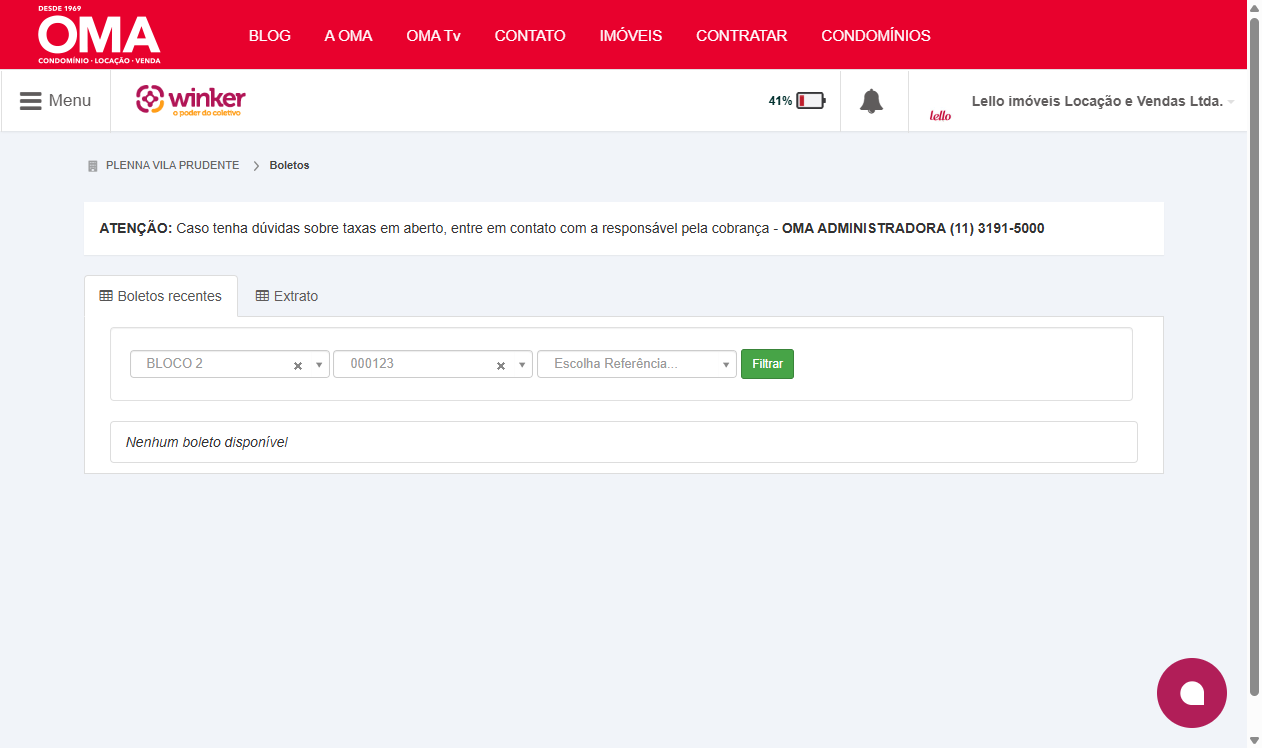 DESDE 1969
OMA
CONDOMÍNIO • LOCAÇÃO • VENDA
BLOG A OMA OMA Tv CONTATO IMÓVEIS CONTRATAR CONDOMÍNIOS
Menu
winker
o poder do coletivo
41%
lello
Lello imóveis Locação e Vendas Ltda.
PLENNA VILA PRUDENTE > Boletos
ATENÇÃO: Caso tenha dúvidas sobre taxas em aberto, entre em contato com a responsável pela cobrança - OMA ADMINISTRADORA (11) 3191-5000
Boletos recentes Extrato
BLOCO 2 × 000123 × Escolha Referência... Filtrar
Nenhum boleto disponível